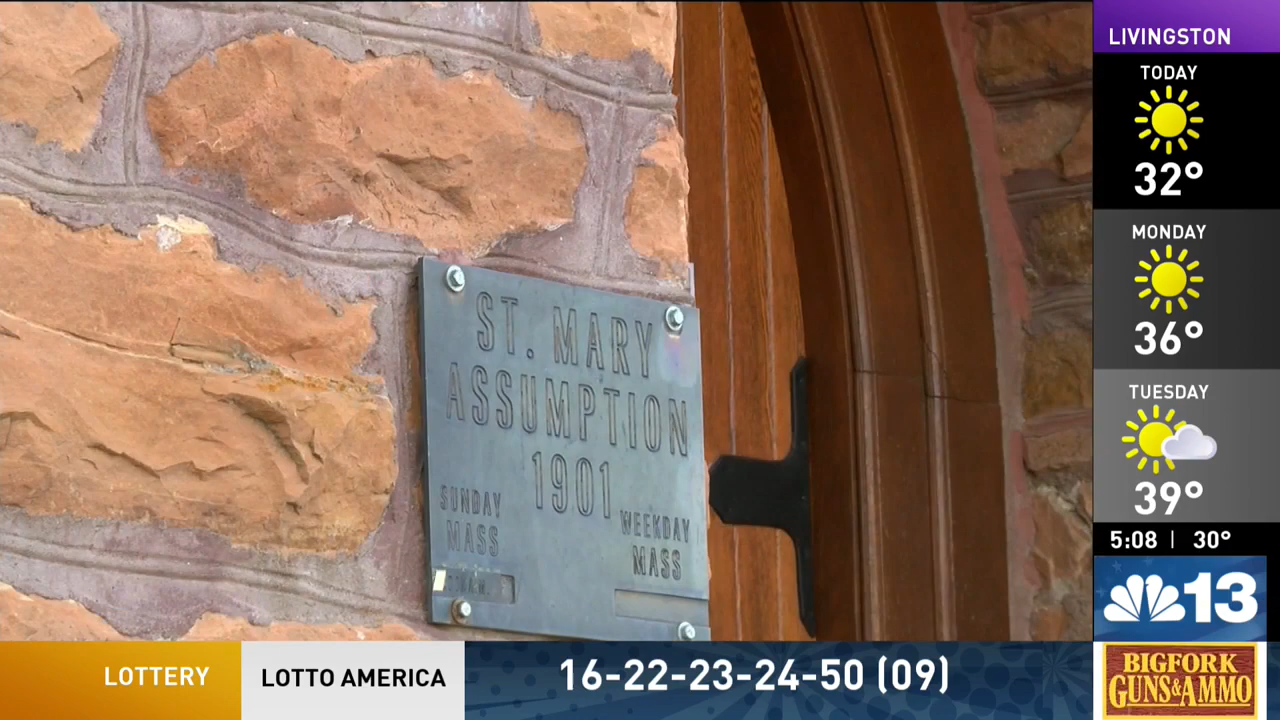 ST. MARY
ASSUMPTION
1901
SUNDAY
MASS
WEEKDAY
MASS
LIVINGSTON
TODAY
32°
MONDAY
36°
TUESDAY
39°
5:08 | 30°
13
BIGFORK
GUNS & AMMO
LOTTERY
LOTTO AMERICA
16-22-23-24-50 (09)